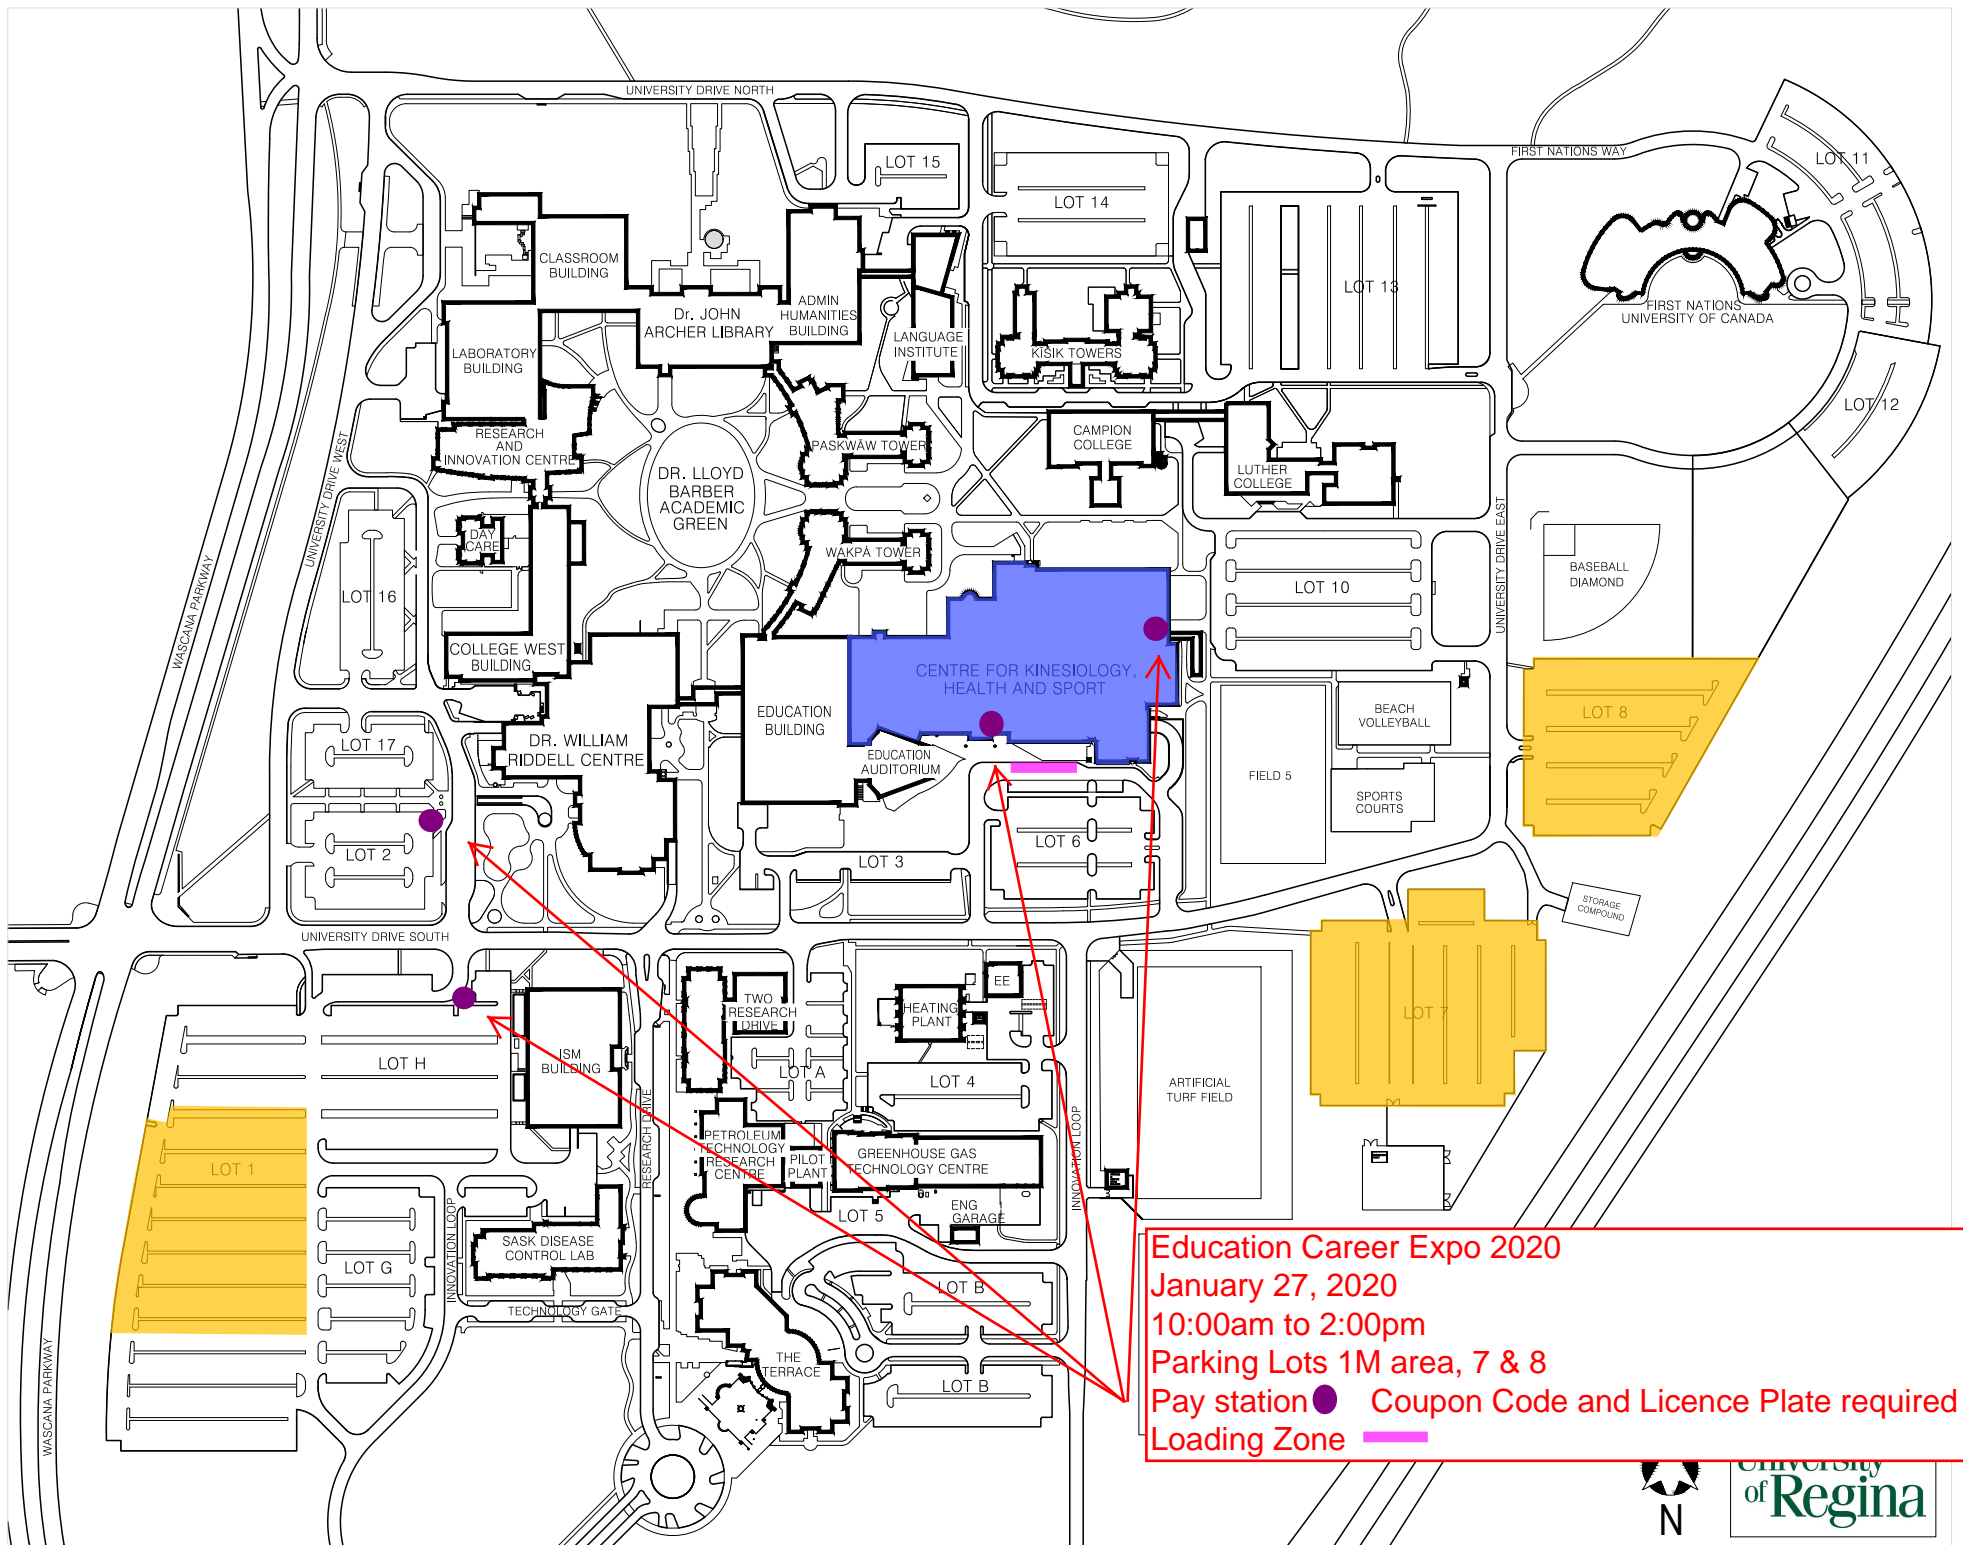 UNIVERSITY DRIVE NORTH
FIRST NATIONS WAY
LOT 15
LOT 11
LOT 14
CLASSROOM
BUILDING
LOT 13
ADMIN
HUMANITIES
BUILDING
Dr. JOHN
ARCHER LIBRARY
FIRST NATIONS
UNIVERSITY OF CANADA
LANGUAGE
INSTITUTE
KĪSIK TOWERS
LABORATORY
BUILDING
LOT 12
RESEARCH
AND
INNOVATION CENTRE
PASKWĀW TOWER
CAMPION
COLLEGE
LUTHER
COLLEGE
DR. LLOYD
BARBER
ACADEMIC
GREEN
UNIVERSITY DRIVE WEST
UNIVERSITY DRIVE EAST
WASCANA PARKWAY
DAY
CARE
WAKPÁ TOWER
BASEBALL
DIAMOND
LOT 16
LOT 10
COLLEGE WEST
BUILDING
CENTRE FOR KINESIOLOGY,
HEALTH AND SPORT
EDUCATION
BUILDING
BEACH
VOLLEYBALL
LOT 8
LOT 17
DR. WILLIAM
RIDDELL CENTRE
EDUCATION
AUDITORIUM
FIELD 5
SPORTS
COURTS
LOT 2
LOT 3
LOT 6
STORAGE
COMPOUND
UNIVERSITY DRIVE SOUTH
TWO
RESEARCH
DRIVE
EE
HEATING
PLANT
LOT 7
LOT H
ISM
BUILDING
LOT A
LOT 4
ARTIFICIAL
TURF FIELD
RESEARCH DRIVE
INNOVATION LOOP
LOT 1
PETROLEUM
TECHNOLOGY
RESEARCH
CENTRE
PILOT
PLANT
GREENHOUSE GAS
TECHNOLOGY CENTRE
LOT 5
ENG
GARAGE
INNOVATION LOOP
SASK DISEASE
CONTROL LAB
LOT G
TECHNOLOGY GATE
LOT B
THE
TERRACE
LOT B
WASCANA PARKWAY
Education Career Expo 2020
January 27, 2020
10:00am to 2:00pm
Parking Lots 1M area, 7 & 8
Pay station Coupon Code and Licence Plate required
Loading Zone
N
University
of Regina